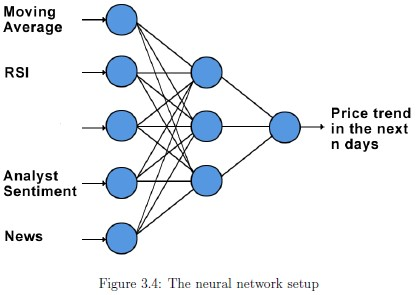 Moving
Average
RSI
Analyst
Sentiment
News
Price trend
in the next
n days
Figure 3.4: The neural network setup